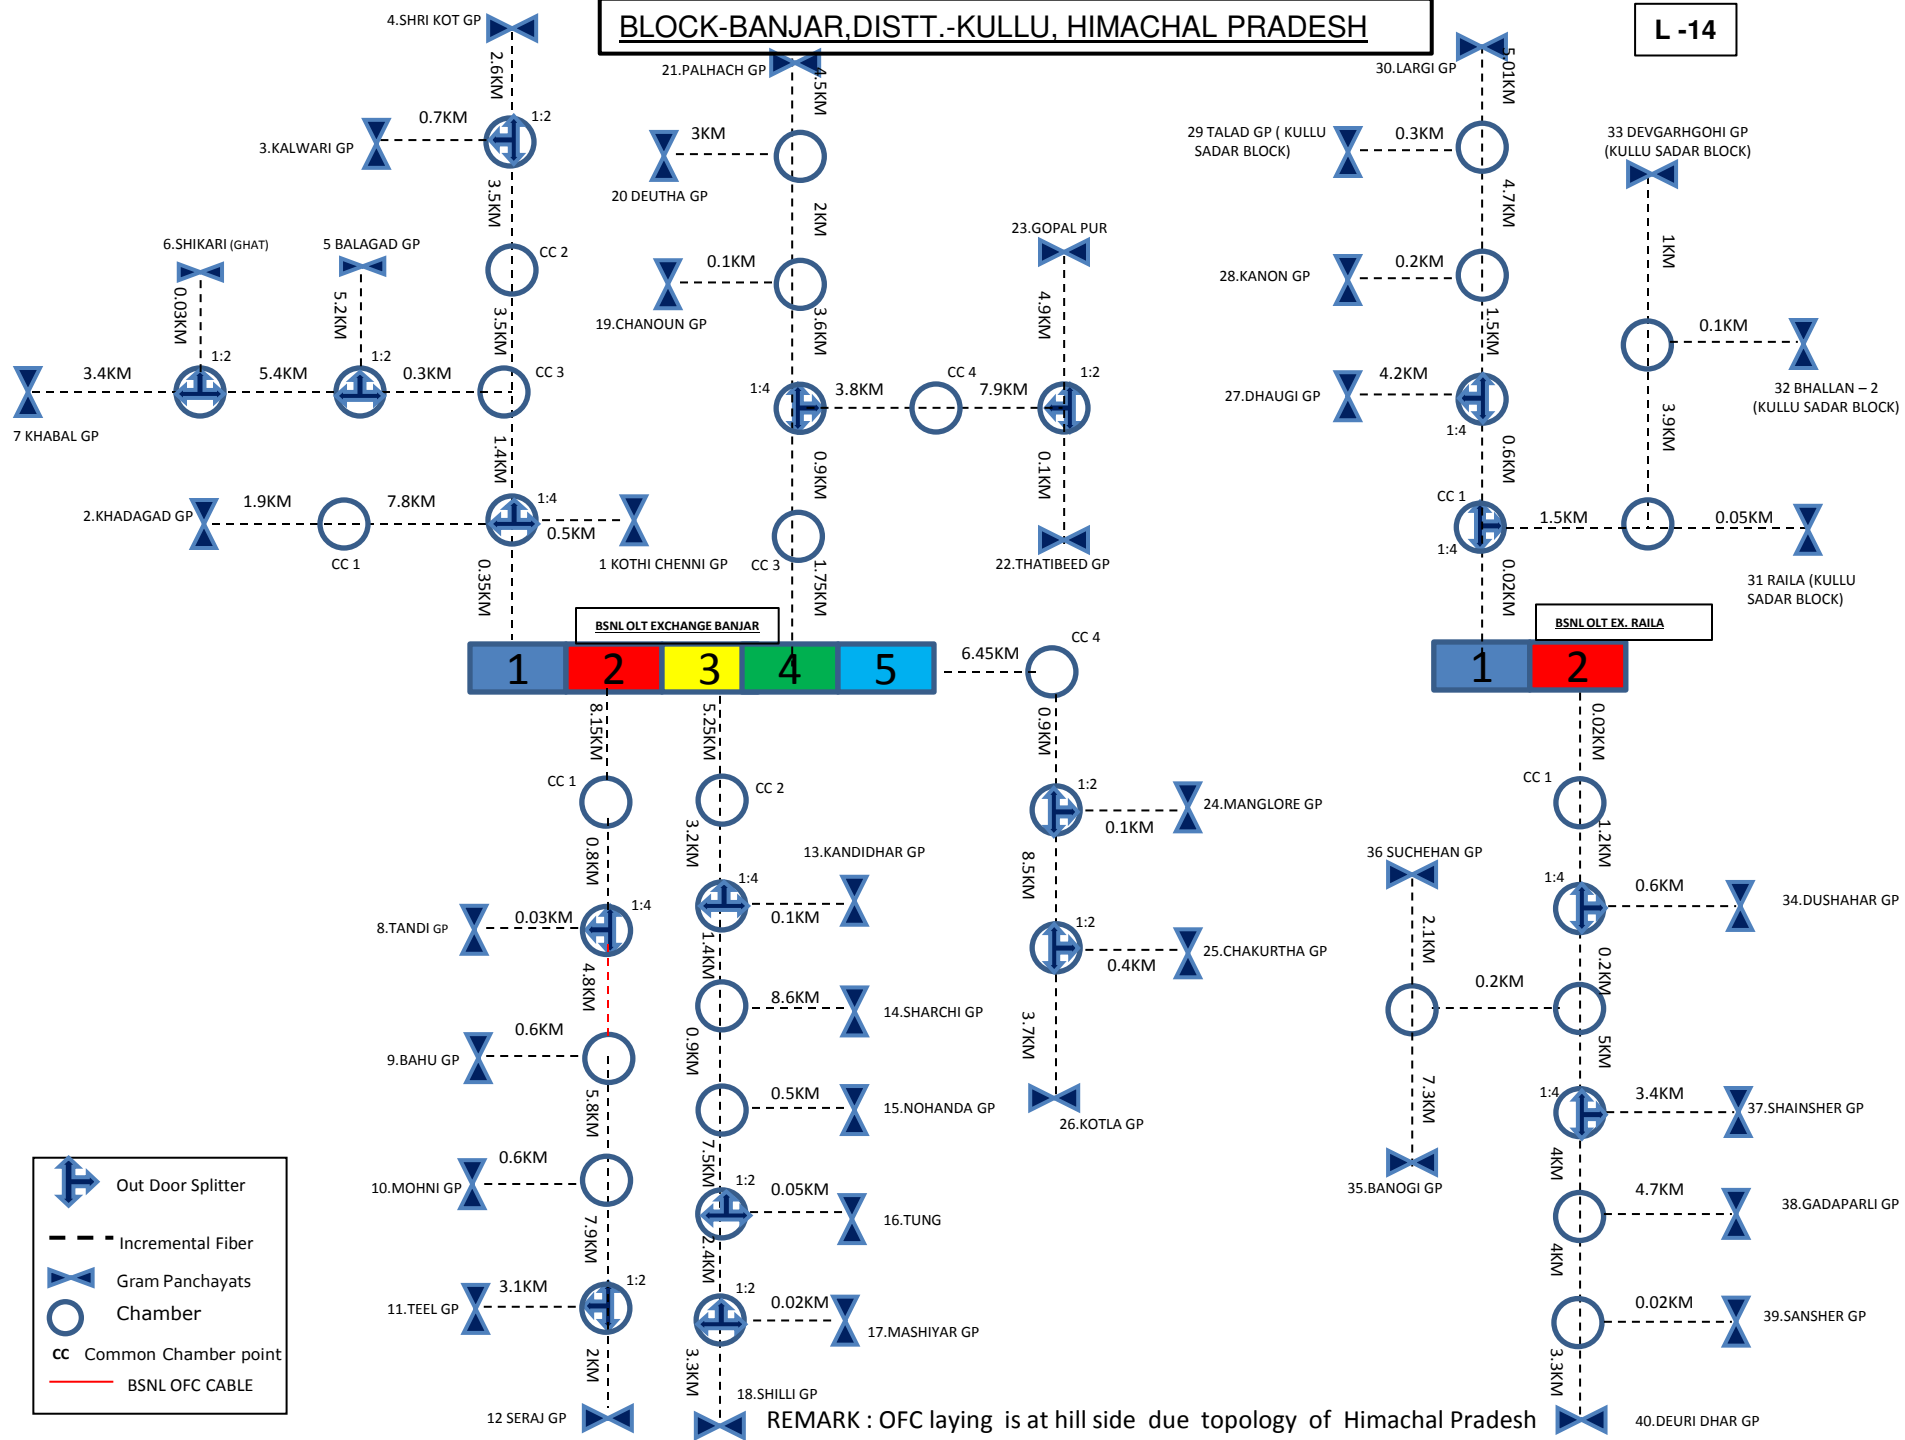 BLOCK-BANJAR,DISTT.-KULLU, HIMACHAL PRADESH
L -14
4.SHRI KOT GP
2.6KM
0.7KM
1:2
3.KALWARI GP
3.5KM
6.SHIKARI (GHAT)
5 BALAGAD GP
CC 2
0.03KM
5.2KM
3.5KM
1:2
1:2
3.4KM
5.4KM
0.3KM
CC 3
7 KHABAL GP
1.4KM
2.KHADAGAD GP
1.9KM
7.8KM
1:4
0.5KM
CC 1
1 KOTHI CHENNI GP
0.35KM
21.PALHACH GP
4.5KM
3KM
20 DEUTHA GP
2KM
0.1KM
19.CHANOUN GP
3.6KM
23.GOPAL PUR
4.9KM
1:4
3.8KM
CC 4
7.9KM
1:2
0.9KM
0.1KM
CC 3
22.THATIBEED GP
1.75KM
30.LARGI GP
5.01KM
29 TALAD GP ( KULLU
SADAR BLOCK)
0.3KM
4.7KM
28.KANON GP
0.2KM
1.5KM
27.DHAUGI GP
4.2KM
1:4
0.6KM
CC 1
1:4
1.5KM
0.02KM
33 DEVGARHGOHI GP
(KULLU SADAR BLOCK)
1KM
0.1KM
32 BHALLAN – 2
(KULLU SADAR BLOCK)
3.9KM
0.05KM
31 RAILA (KULLU
SADAR BLOCK)
BSNL OLT EXCHANGE BANJAR
1 2 3 4 5
BSNL OLT EX. RAILA
1 2
6.45KM
CC 4
0.9KM
1:2
0.1KM
24.MANGLORE GP
8.5KM
1:2
0.4KM
25.CHAKURTHA GP
3.7KM
26.KOTLA GP
8.15KM
CC 1
0.8KM
1:4
0.03KM
8.TANDI GP
4.8KM
0.6KM
9.BAHU GP
5.8KM
0.6KM
10.MOHNI GP
7.9KM
3.1KM
1:2
11.TEEL GP
2KM
12 SERAJ GP
5.25KM
CC 2
3.2KM
13.KANDIDHAR GP
1:4
0.1KM
1.4KM
8.6KM
14.SHARCHI GP
0.9KM
0.5KM
15.NOHANDA GP
7.5KM
1:2
0.05KM
16.TUNG
2.4KM
1:2
0.02KM
17.MASHIYAR GP
3.3KM
18.SHILLI GP
0.02KM
CC 1
1.2KM
36 SUCHEHAN GP
1:4
0.6KM
34.DUSHAHAR GP
2.1KM
0.2KM
0.2KM
5KM
7.3KM
35.BANOGI GP
1:4
3.4KM
37.SHAINSHER GP
4KM
4.7KM
38.GADAPARLI GP
4KM
0.02KM
39.SANSHER GP
3.3KM
40.DEURI DHAR GP
Out Door Splitter
Incremental Fiber
Gram Panchayats
Chamber
CC Common Chamber point
BSNL OFC CABLE
REMARK : OFC laying is at hill side due topology of Himachal Pradesh